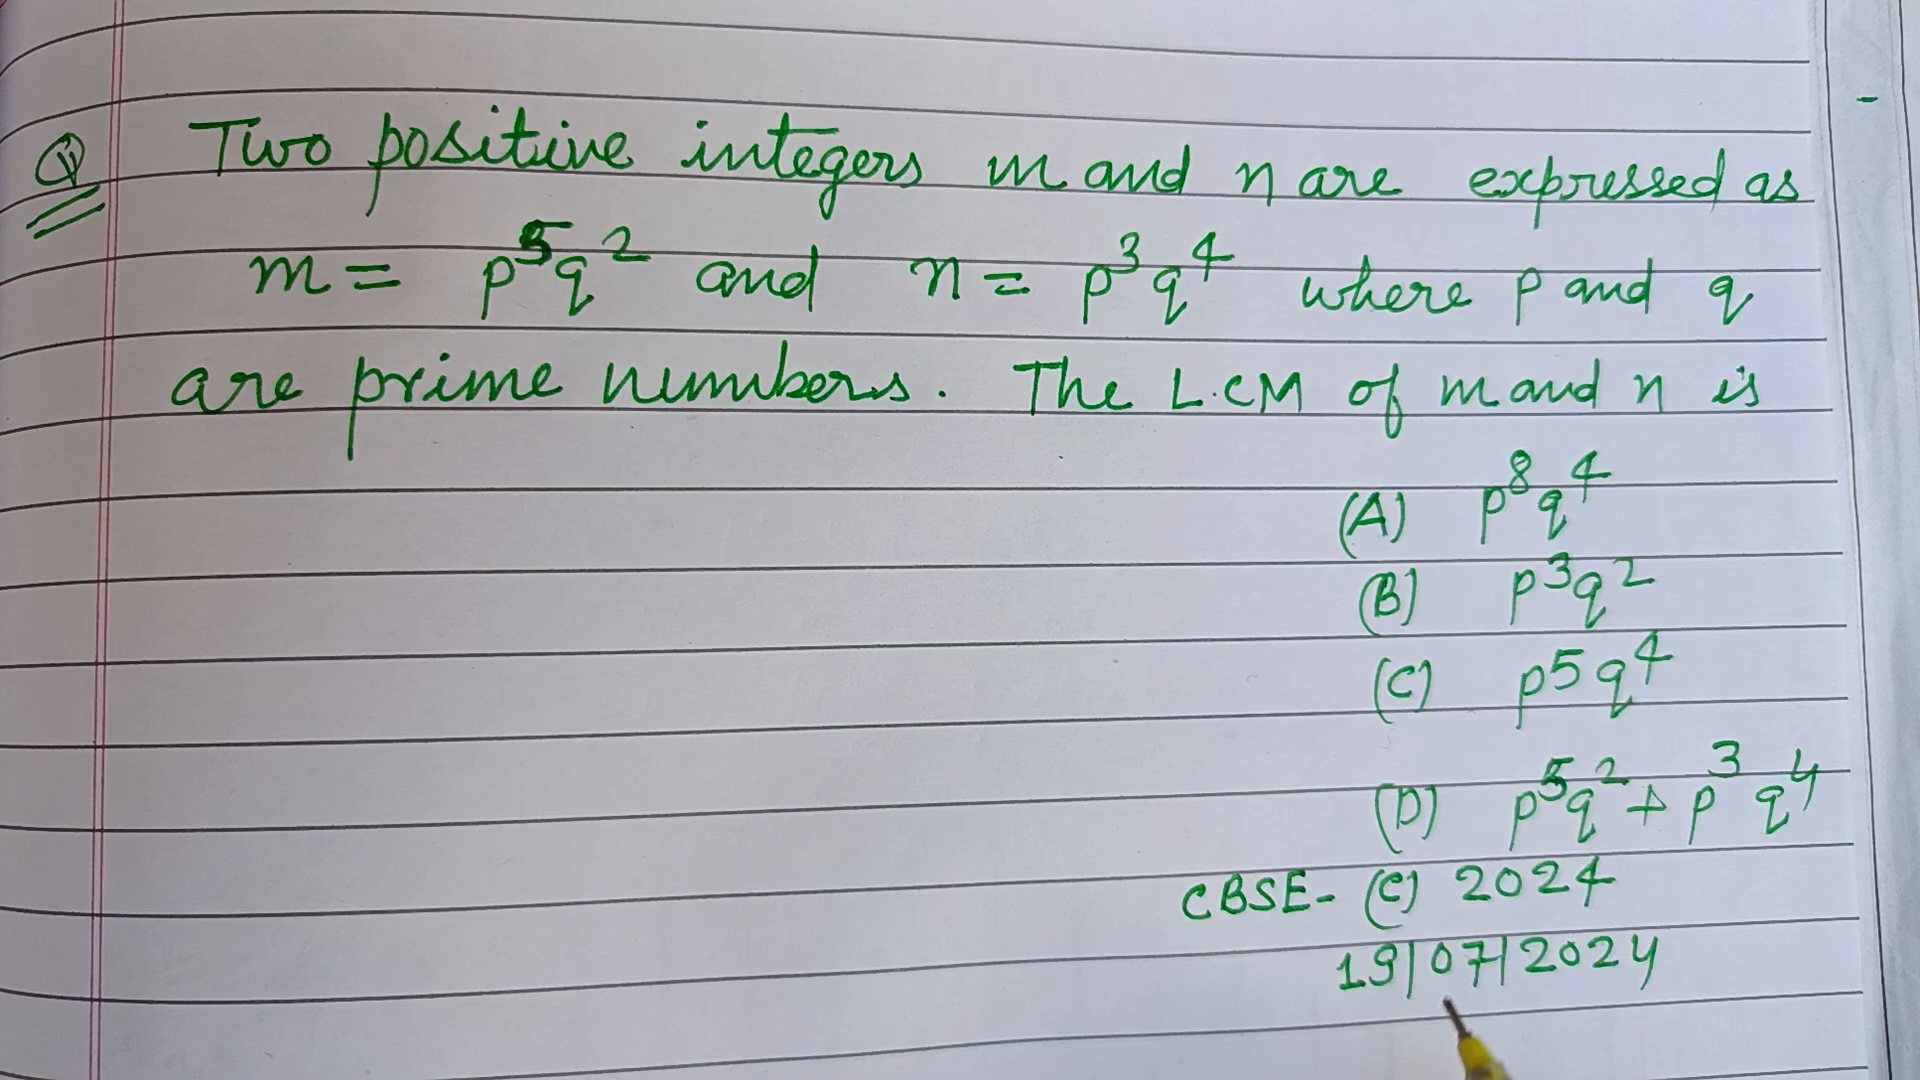 Q Two positive integers m and n are expressed as
m = p⁵q² and n = p³q⁴ where p and q
are prime numbers. The L.CM of m and n is
(A) p⁸q⁴
(B) p³q²
(C) p⁵q⁴
(D) p⁵q² + p³q⁴
CBSE- (C) 2024
19/07/2024